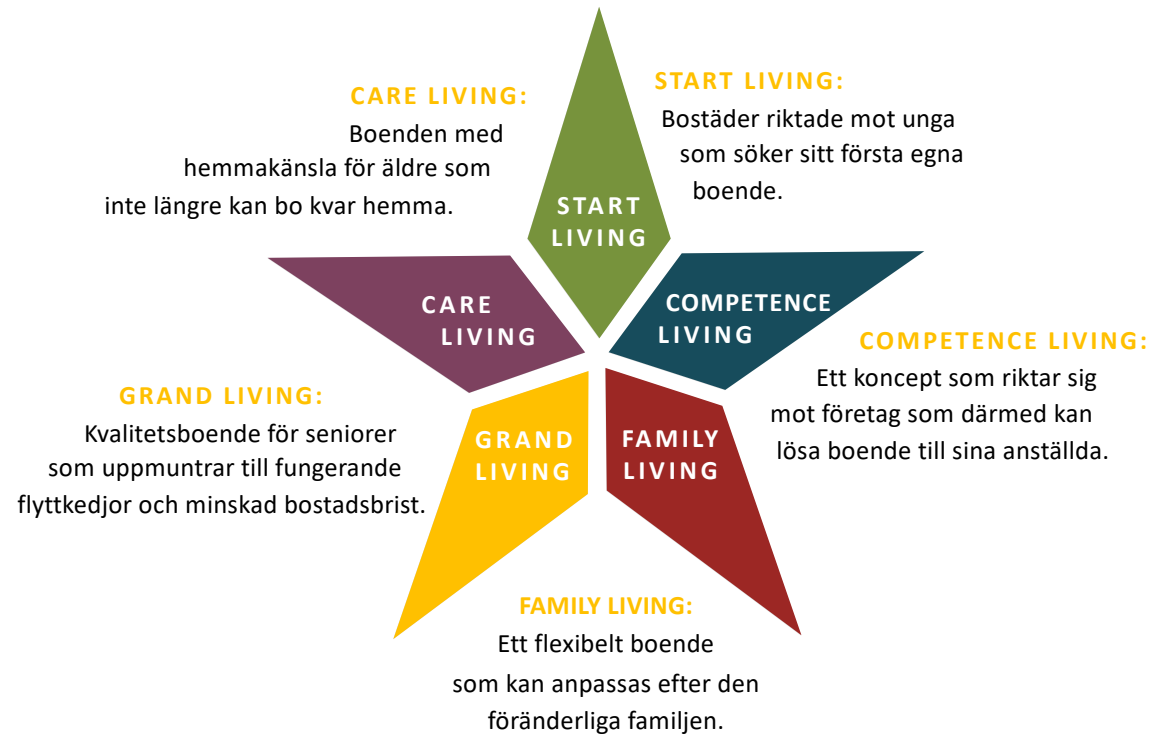 START LIVING:
Bostäder riktade mot unga
som söker sitt första egna
boende.
CARE LIVING:
Boenden med
hemmakänsla för äldre som
inte längre kan bo kvar hemma.
START
LIVING
CARE
LIVING
COMPETENCE
LIVING
COMPETENCE LIVING:
Ett koncept som riktar sig
mot företag som därmed kan
lösa boende till sina anställda.
GRAND LIVING:
Kvalitetsboende för seniorer
som uppmuntrar till fungerande
flyttkedjor och minskad bostadsbrist.
GRAND
LIVING
FAMILY
LIVING
FAMILY LIVING:
Ett flexibelt boende
som kan anpassas efter den
föränderliga familjen.